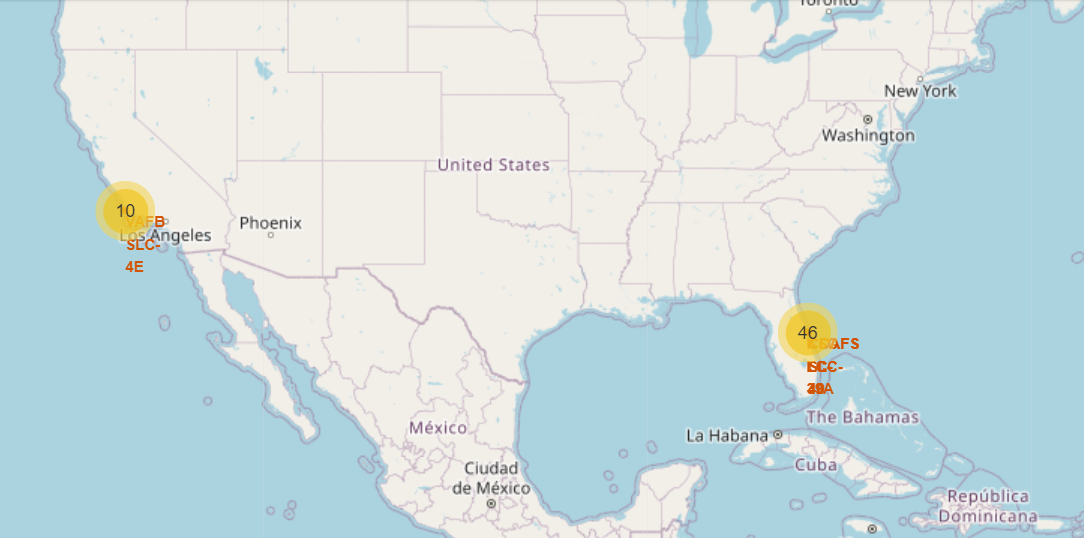 Toronto
New York
Washington
United States
10
VAFB
Los Angeles
SLC-
4E
Phoenix
46
The Bahamas
La Habana
Cuba
México
Ciudad
de México
República
Dominicana